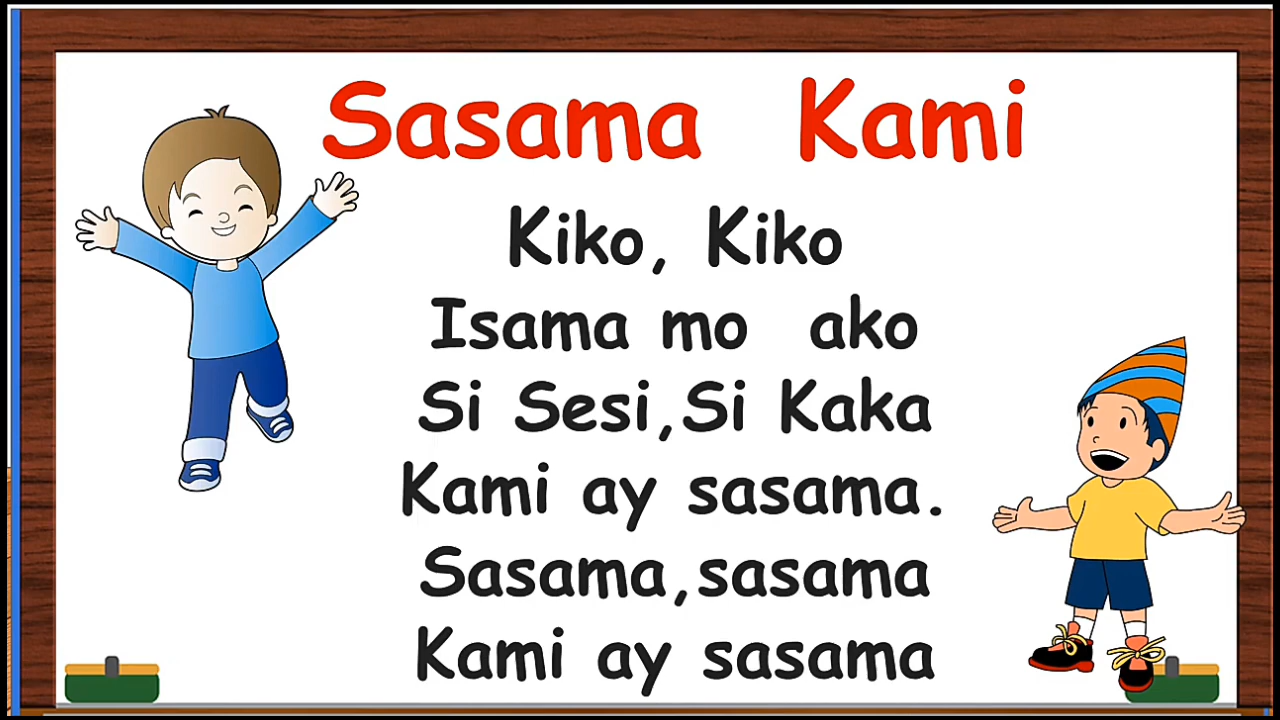 Sasama Kami
Kiko, Kiko
Isama mo ako
Si Sesi,Si Kaka
Kami ay sasama.
Sasama,sasama
Kami ay sasama